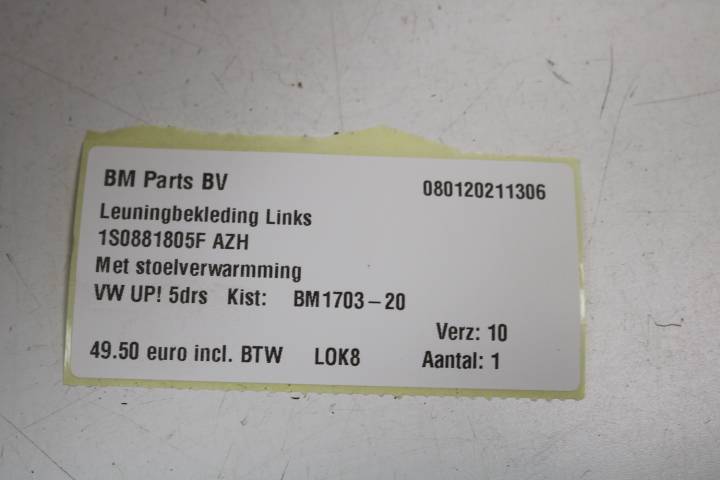 BM Parts BV 080120211306
Leuningbekleding Links
1S0881805F AZH
Met stoelverwarmming
VW UP! 5drs Kist: BM1703-20
Verz: 10
49.50 euro incl. BTW LOK8 Aantal: 1